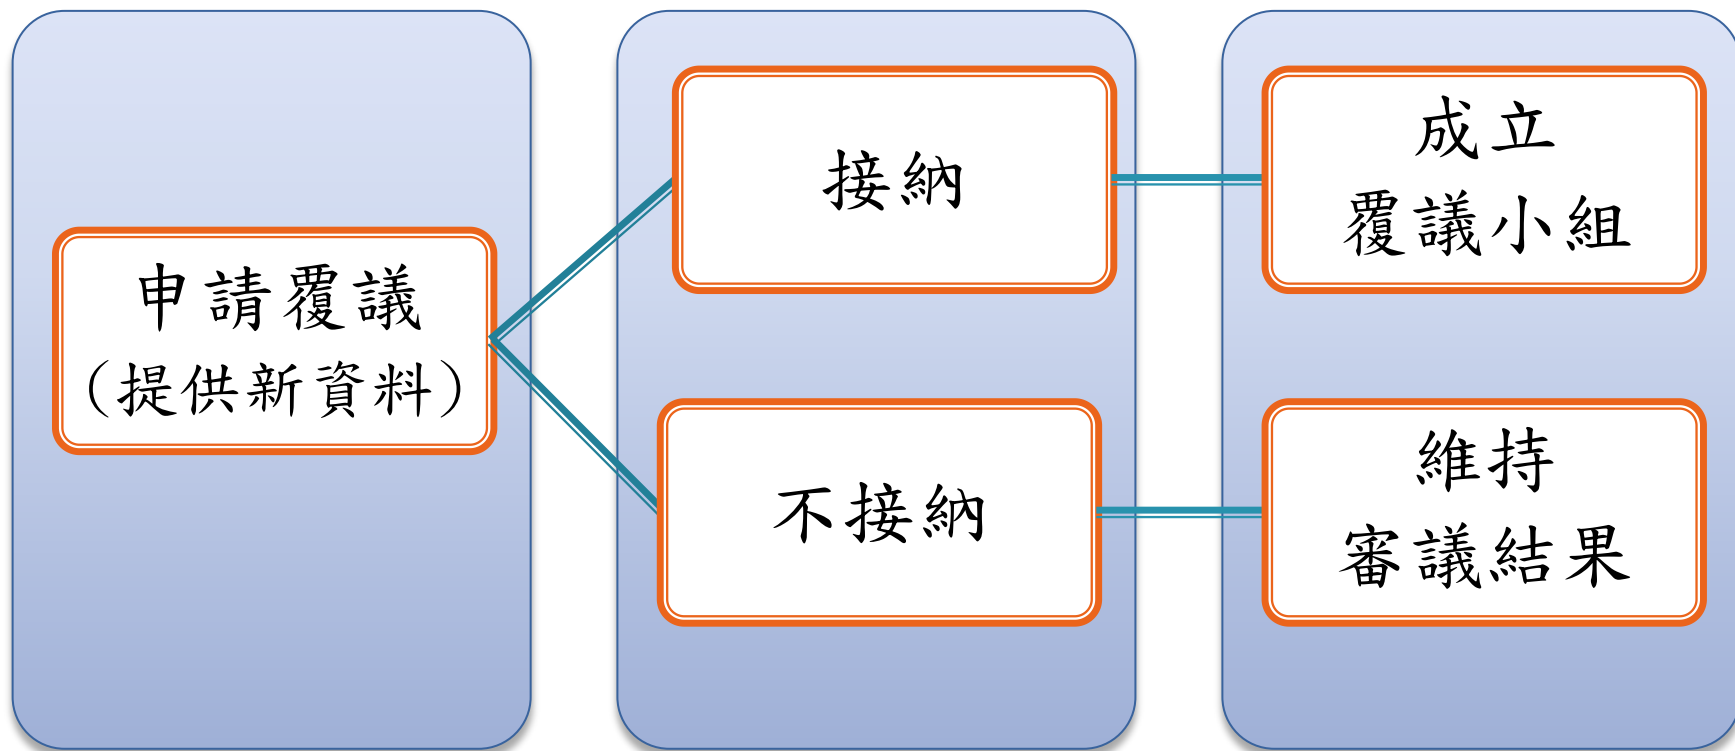 申請覆議
(提供新資料)
接納
不接納
成立
覆議小組
維持
審議結果